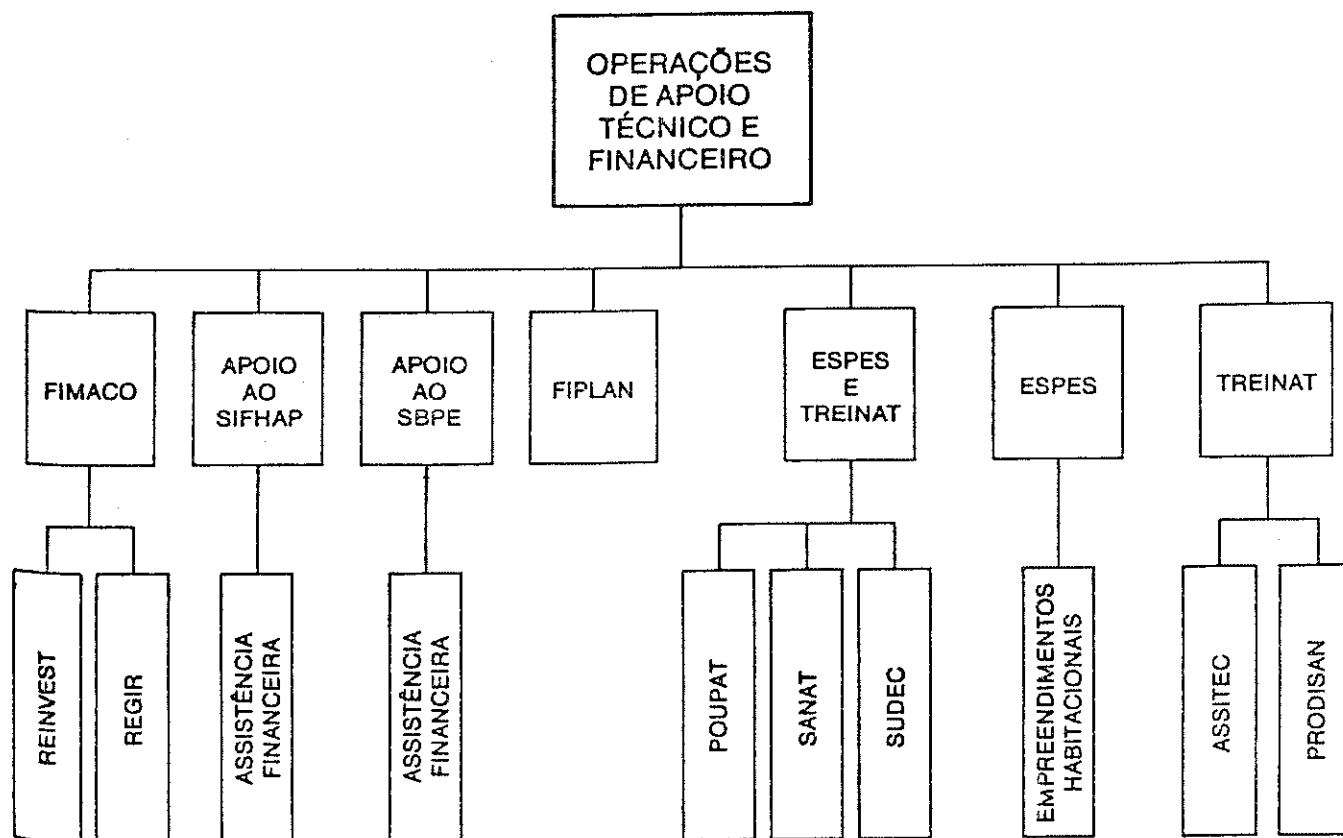 OPERAÇÕES
DE APOIO
TÉCNICO E
FINANCEIRO
FIMACO
APOIO
AO
SIFHAP
APOIO
AO
SBPE
FIPLAN
ESPES
E
TREINAT
ESPES
TREINAT
REINVEST
REGIR
ASSISTÊNCIA
FINANCEIRA
ASSISTÊNCIA
FINANCEIRA
POUPAT
SANAT
SUDEC
EMPREENDIMENTOS
HABITACIONAIS
ASSITEC
PRODISAN